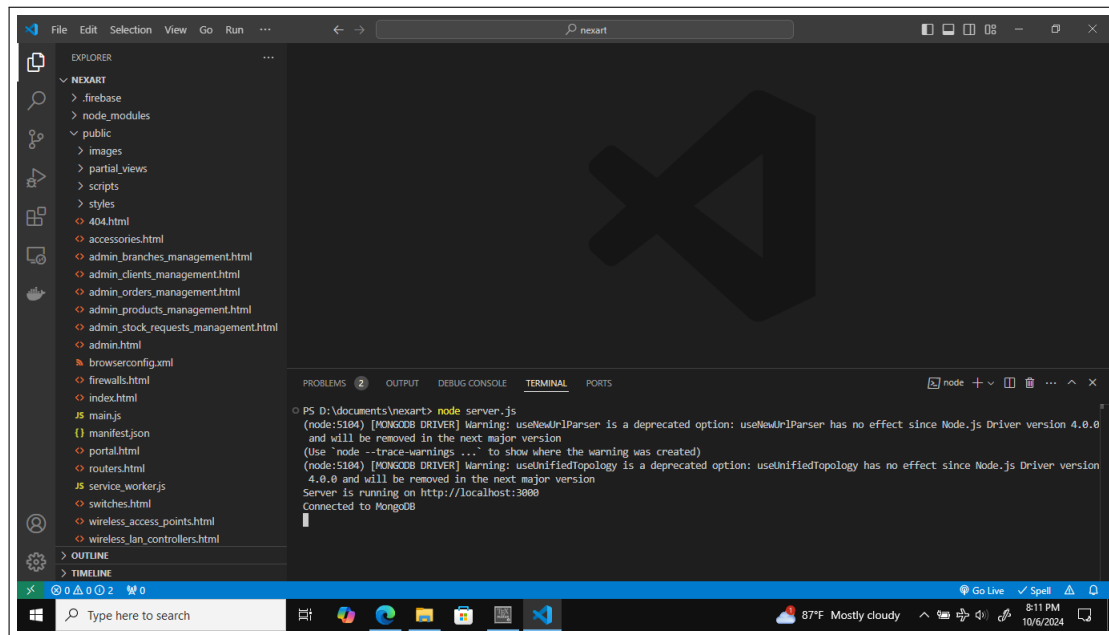 File Edit Selection View Go Run ···
nexart
EXPLORER ···
NEXART
.firebase
node_modules
public
images
partial_views
scripts
styles
404.html
accessories.html
admin_branches_management.html
admin_clients_management.html
admin_orders_management.html
admin_products_management.html
admin_stock_requests_management.html
admin.html
browserconfig.xml
firewalls.html
index.html
JS main.js
{} manifest.json
portal.html
routers.html
JS service_worker.js
switches.html
wireless_access_points.html
wireless_lan_controllers.html
OUTLINE
TIMELINE
PROBLEMS 2 OUTPUT DEBUG CONSOLE TERMINAL PORTS
node
PS D:\documents\nexart> node server.js
(node:5104) [MONGODB DRIVER] Warning: useNewUrlParser is a deprecated option: useNewUrlParser has no effect since Node.js Driver version 4.0.0
and will be removed in the next major version
(Use `node --trace-warnings ...` to show where the warning was created)
(node:5104) [MONGODB DRIVER] Warning: useUnifiedTopology is a deprecated option: useUnifiedTopology has no effect since Node.js Driver version
4.0.0 and will be removed in the next major version
Server is running on http://localhost:3000
Connected to MongoDB
0 0 2 0
Go Live Spell
Type here to search
87°F Mostly cloudy
8:11 PM
10/6/2024